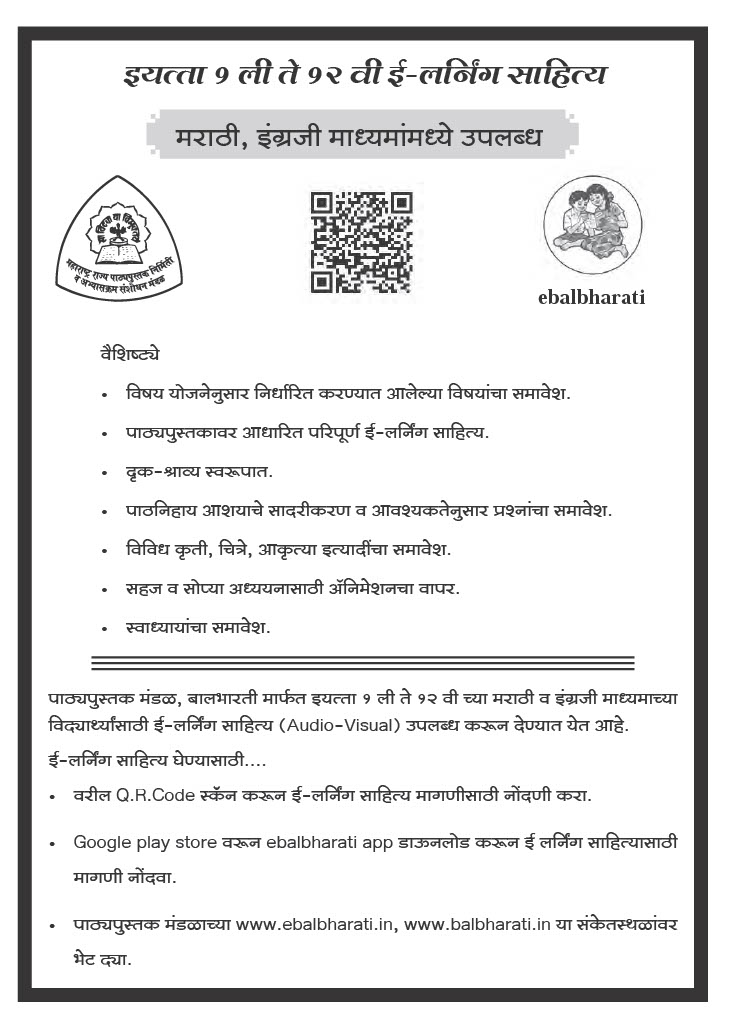 इयत्ता १ ली ते १२ वी ई-लर्निंग साहित्य
मराठी, इंग्रजी माध्यमांमध्ये उपलब्ध
या विद्या वा विमुक्तये
महाराष्ट्र राज्य पाठ्यपुस्तक निर्मिती
व अभ्यासक्रम संशोधन मंडळ
ebalbharati
वैशिष्ट्ये
• विषय योजनेनुसार निर्धारित करण्यात आलेल्या विषयांचा समावेश.
• पाठ्यपुस्तकावर आधारित परिपूर्ण ई-लर्निंग साहित्य.
• दृक-श्राव्य स्वरूपात.
• पाठनिहाय आशयाचे सादरीकरण व आवश्यकतेनुसार प्रश्नांचा समावेश.
• विविध कृती, चित्रे, आकृत्या इत्यादींचा समावेश.
• सहज व सोप्या अध्ययनासाठी ॲनिमेशनचा वापर.
• स्वाध्यायांचा समावेश.
पाठ्यपुस्तक मंडळ, बालभारती मार्फत इयत्ता १ ली ते १२ वी च्या मराठी व इंग्रजी माध्यमाच्या
विद्यार्थ्यांसाठी ई-लर्निंग साहित्य (Audio-Visual) उपलब्ध करून देण्यात येत आहे.
ई-लर्निंग साहित्य घेण्यासाठी....
• वरील Q.R.Code स्कॅन करून ई-लर्निंग साहित्य मागणीसाठी नोंदणी करा.
• Google play store वरून ebalbharati app डाऊनलोड करून ई लर्निंग साहित्यासाठी
मागणी नोंदवा.
• पाठ्यपुस्तक मंडळाच्या www.ebalbharati.in, www.balbharati.in या संकेतस्थळांवर
भेट द्या.